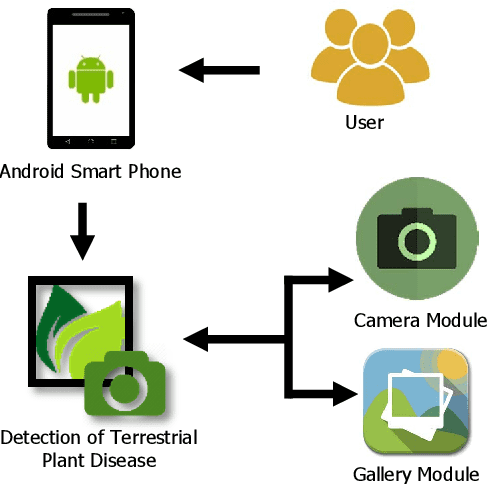 User
Android Smart Phone
Camera Module
Detection of Terrestrial
Plant Disease
Gallery Module